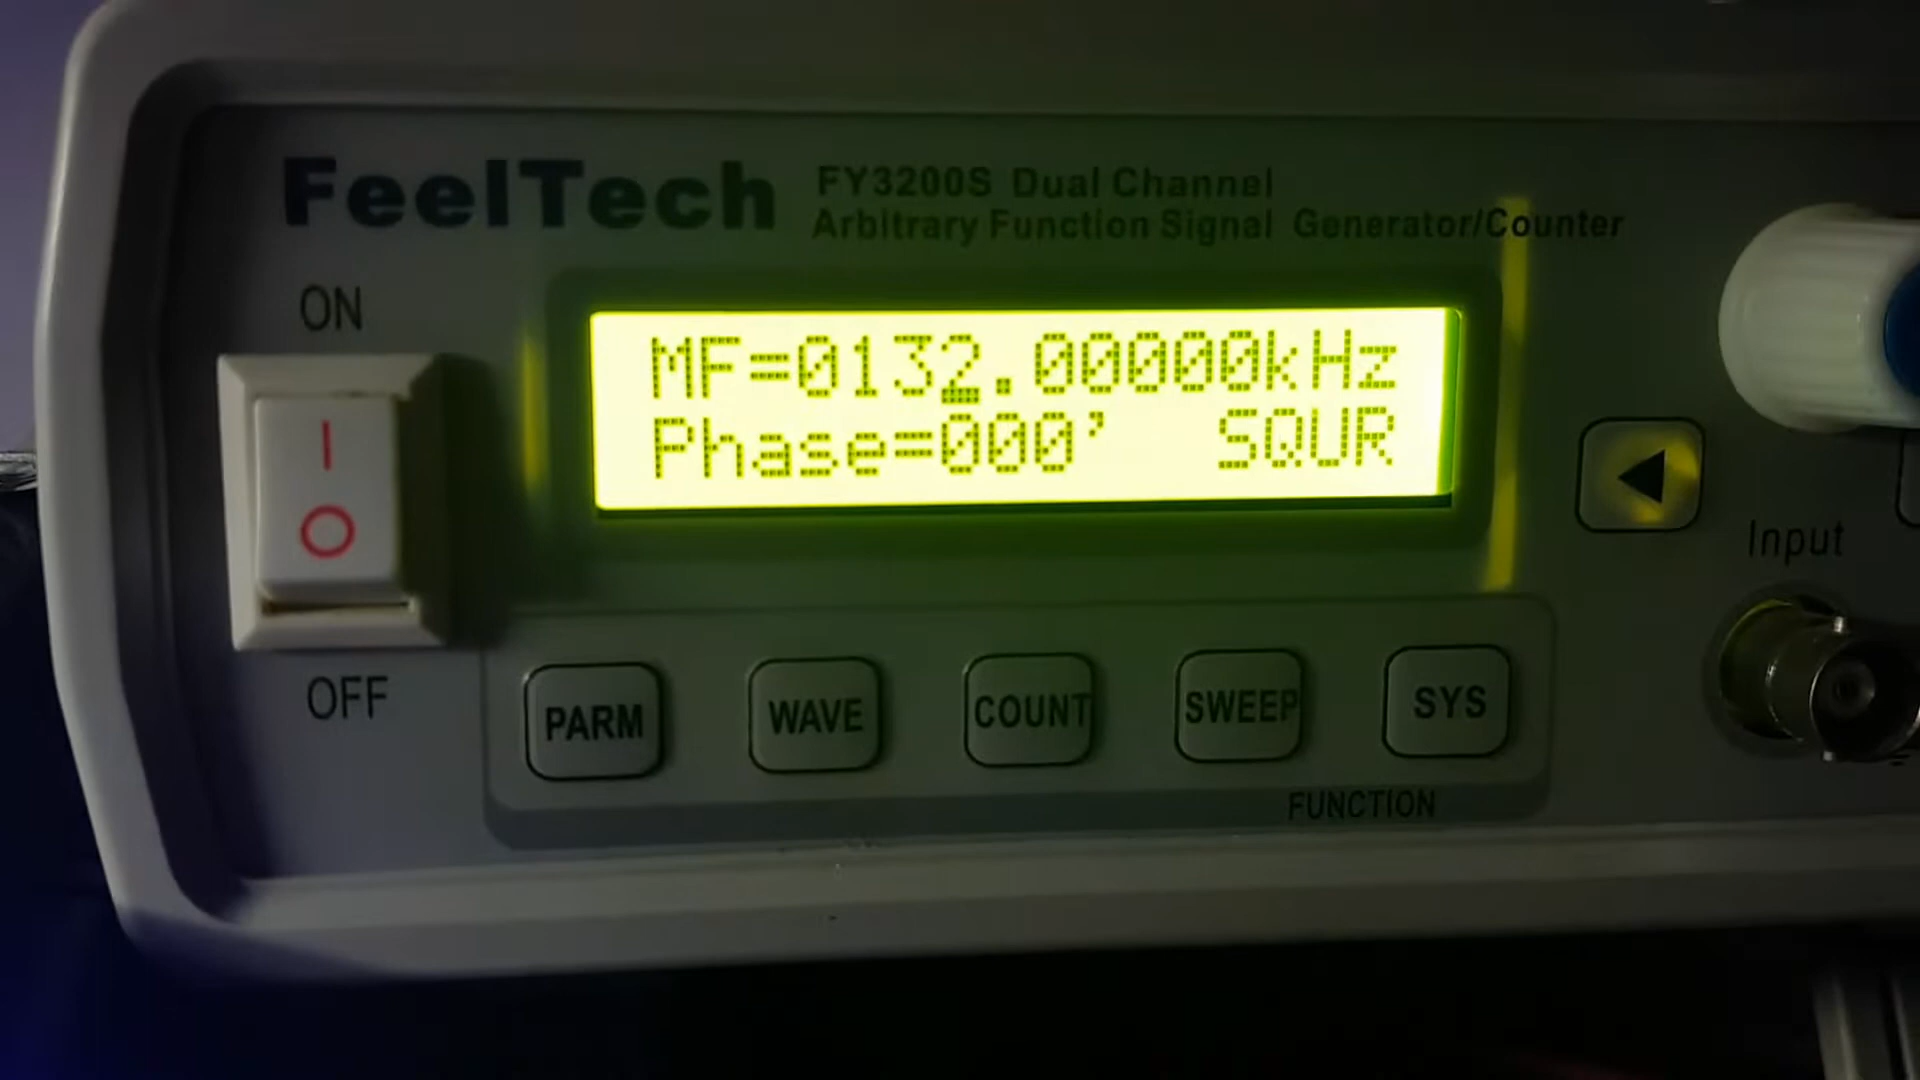 FeelTech
FY3200S Dual Channel
Arbitrary Function Signal Generator/Counter
ON
MF=0132.00000kHz
Phase=000' SQUR
I
O
OFF
Input
PARM
WAVE
COUNT
SWEEP
SYS
FUNCTION